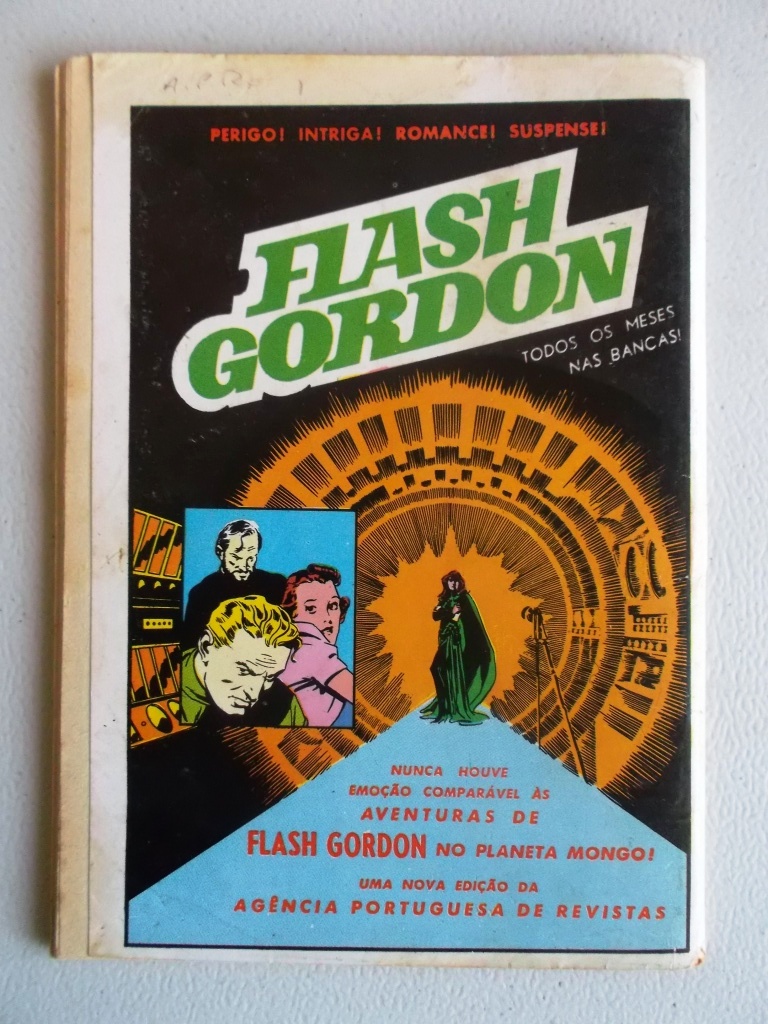 PERIGO! INTRIGA! ROMANCE! SUSPENSE!
FLASH
GORDON
TODOS OS MESES
NAS BANCAS!
NUNCA HOUVE
EMOÇÃO COMPARÁVEL ÀS
AVENTURAS DE
FLASH GORDON NO PLANETA MONGO!
UMA NOVA EDIÇÃO DA
AGÊNCIA PORTUGUESA DE REVISTAS